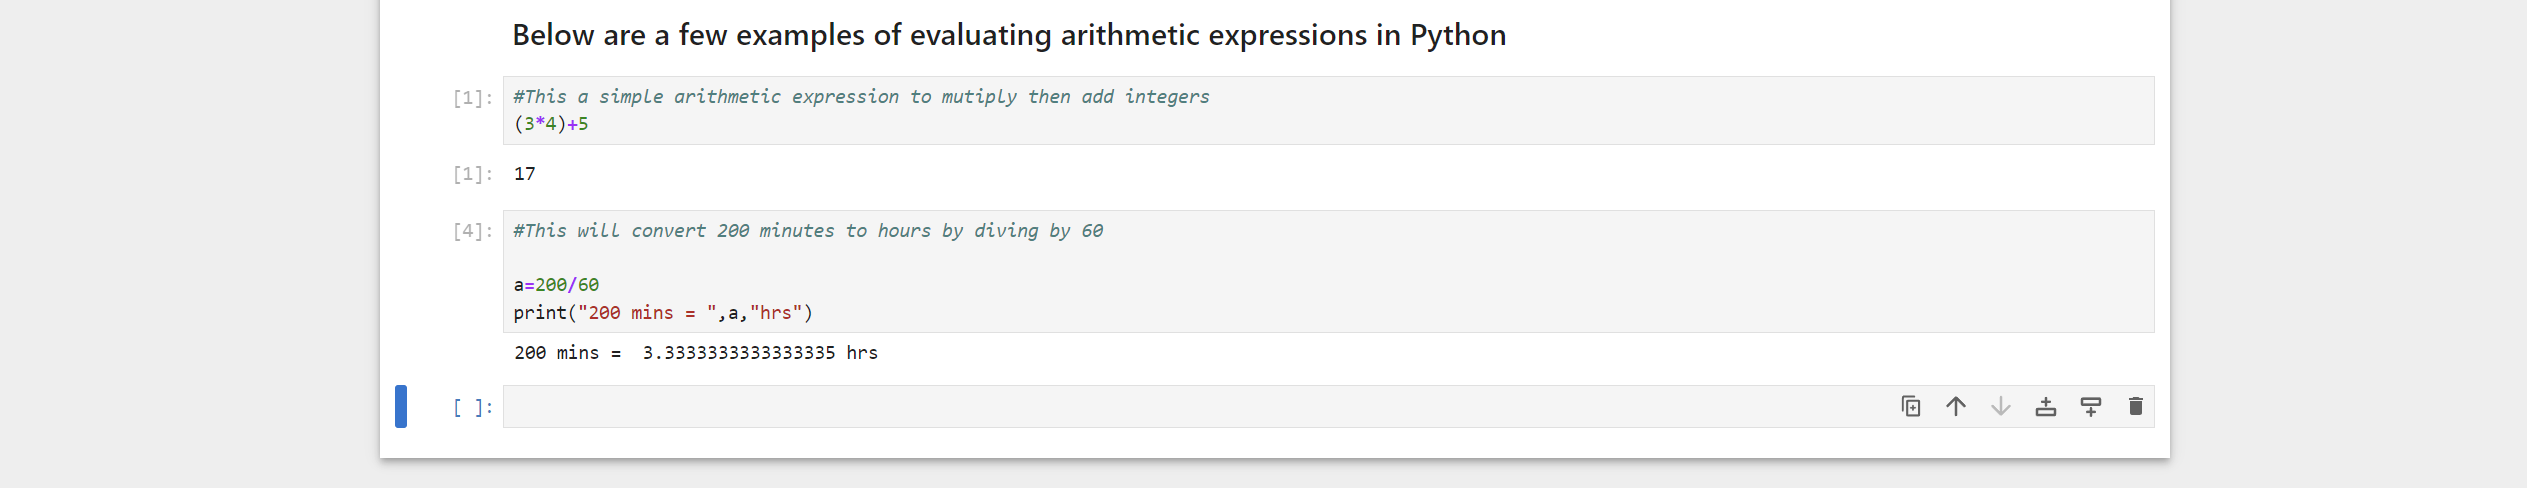 Below are a few examples of evaluating arithmetic expressions in Python
[1]: #This a simple arithmetic expression to mutiply then add integers
(3*4)+5
[1]: 17
[4]: #This will convert 200 minutes to hours by diving by 60
a=200/60
print("200 mins = ",a,"hrs")
200 mins =  3.3333333333333335 hrs
[ ]: